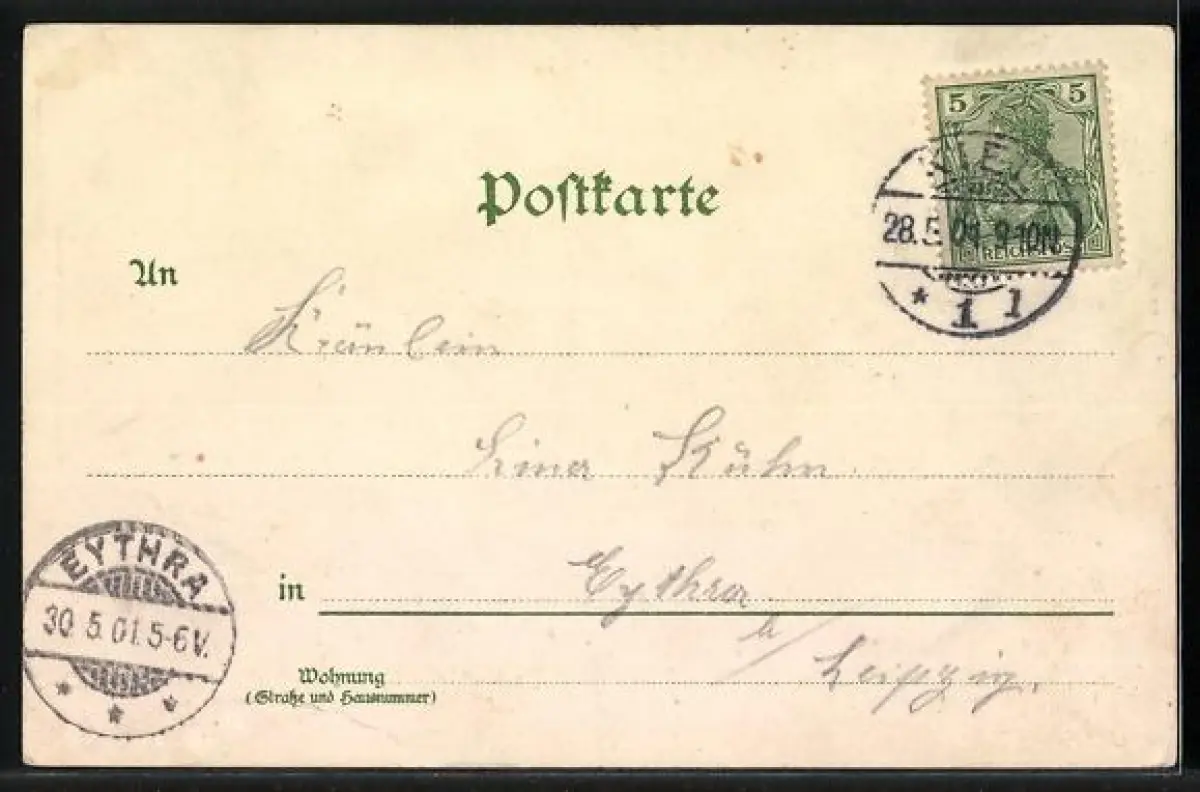 5 5
REICHSPOST
28.5.01 9-10N
* 1 l
Postkarte
An
Fräulein
Lina Kühn
in Eythra
a/ Leipzig.
Wohnung
(Straße und Hausnummer)
EYTHRA
30.5.01.5-6V.